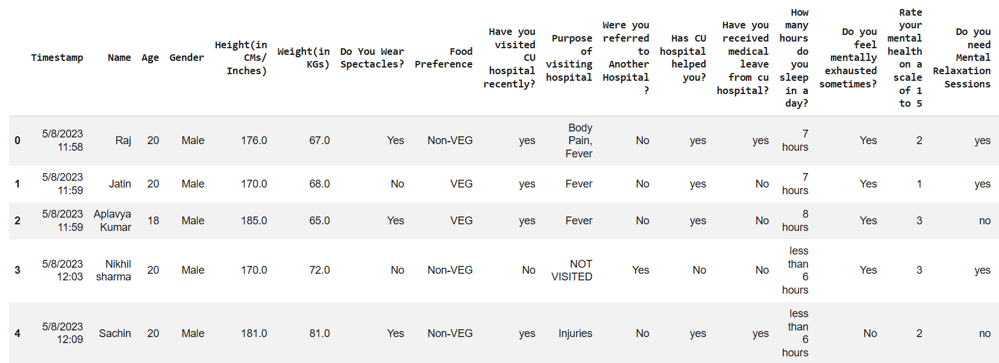 Timestamp Name Age Gender Height(in CMs/ Inches) Weight(in KGs) Do You Wear Spectacles? Food Preference Have you visited CU hospital recently? Purpose of visiting hospital Were you referred to Another Hospital ? Has CU hospital helped you? Have you received medical leave from cu hospital? How many hours do you sleep in a day? Do you feel mentally exhausted sometimes? Rate your mental health on a scale of 1 to 5 Do you need Mental Relaxation Sessions
0 5/8/2023 11:58 Raj 20 Male 176.0 67.0 Yes Non-VEG yes Body Pain, Fever No yes yes 7 hours Yes 2 yes
1 5/8/2023 11:59 Jatin 20 Male 170.0 68.0 No VEG yes Fever No yes No 7 hours Yes 1 yes
2 5/8/2023 11:59 Aplavya Kumar 18 Male 185.0 65.0 Yes VEG yes Fever No yes No 8 hours Yes 3 no
3 5/8/2023 12:03 Nikhil sharma 20 Male 170.0 72.0 No Non-VEG No NOT VISITED Yes No No less than 6 hours Yes 3 yes
4 5/8/2023 12:09 Sachin 20 Male 181.0 81.0 Yes Non-VEG yes Injuries No yes yes less than 6 hours No 2 no